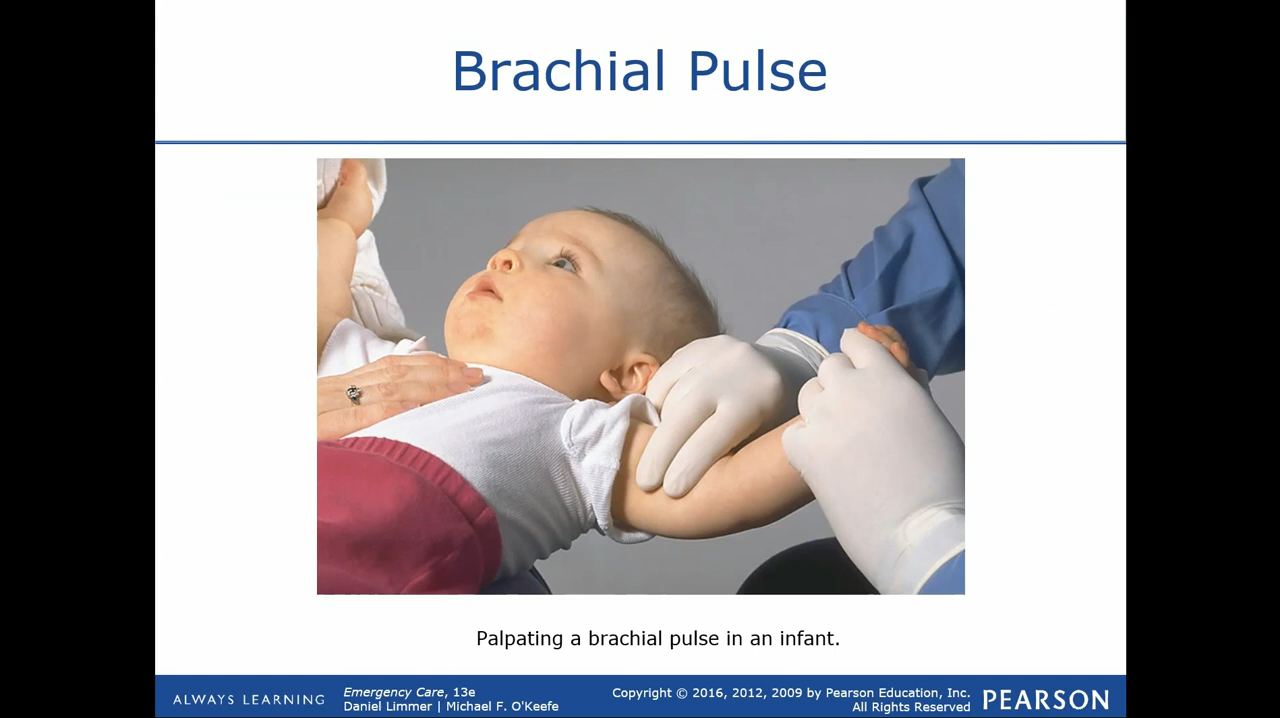 Brachial Pulse
Palpating a brachial pulse in an infant.
ALWAYS LEARNING
Emergency Care, 13e
Daniel Limmer | Michael F. O'Keefe
Copyright © 2016, 2012, 2009 by Pearson Education, Inc.
All Rights Reserved
PEARSON